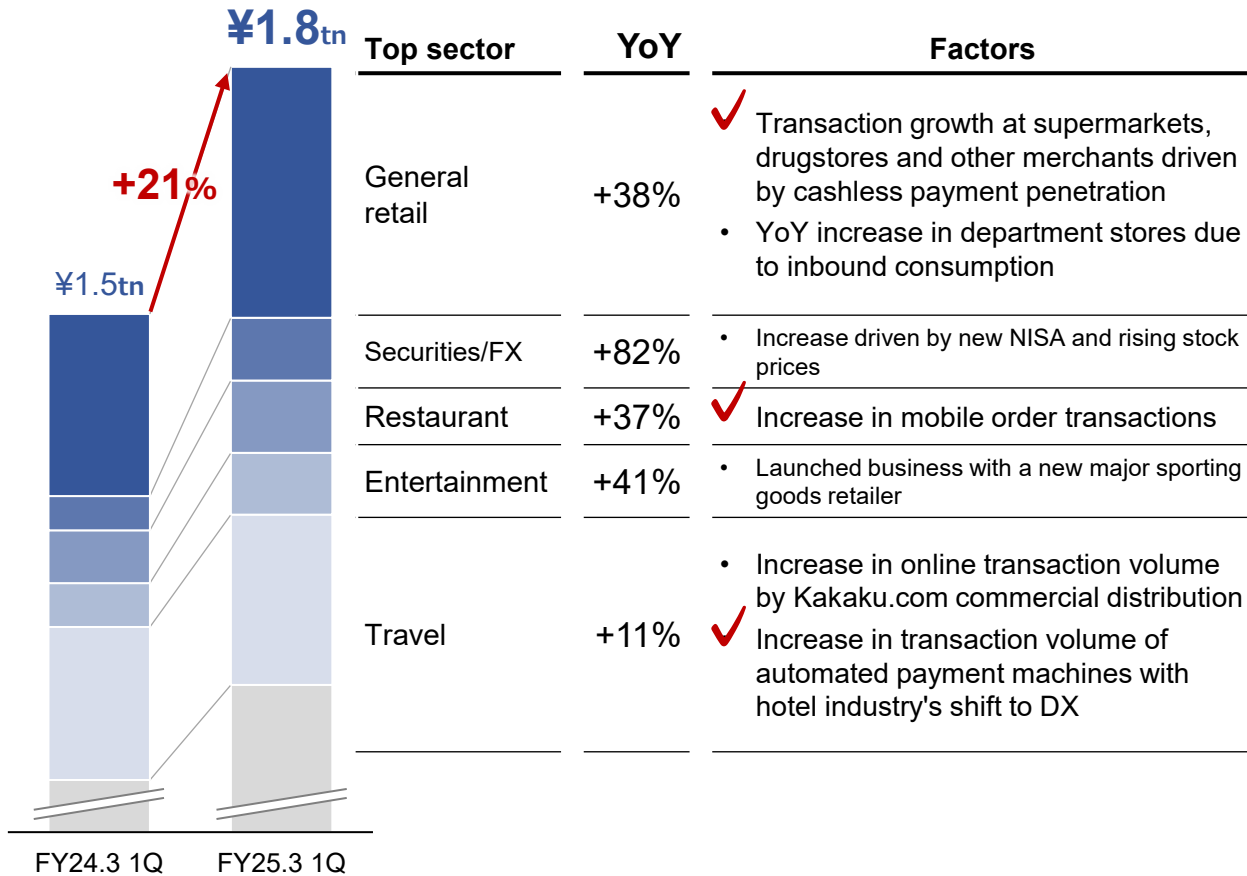 ¥1.8tn
+21%
¥1.5tn
FY24.3 1Q
FY25.3 1Q
Top sector
YoY
Factors
General
retail
+38%
Transaction growth at supermarkets,
drugstores and other merchants driven
by cashless payment penetration
• YoY increase in department stores due
to inbound consumption
Securities/FX
+82%
• Increase driven by new NISA and rising stock
prices
Restaurant
+37%
Increase in mobile order transactions
Entertainment
+41%
• Launched business with a new major sporting
goods retailer
Travel
+11%
• Increase in online transaction volume
by Kakaku.com commercial distribution
Increase in transaction volume of
automated payment machines with
hotel industry's shift to DX